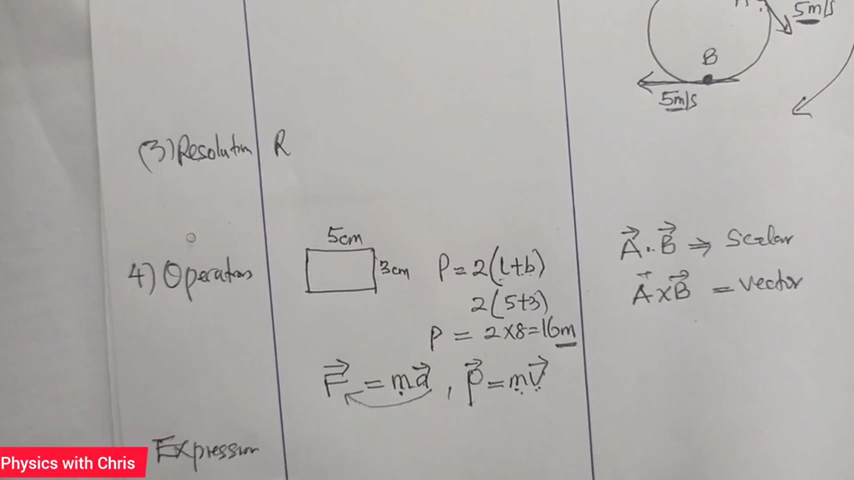 5m/s
B
5m/s
(3) Resolution R
5cm
3cm
P = 2(l+b)
2(5+3)
P = 2×8=16m
4) Operations
F⃗ = ma⃗, p⃗ = mv⃗
A⃗ . B⃗ ⇒ Scalar
A⃗ × B⃗ = vector
Expression
Physics with Chris